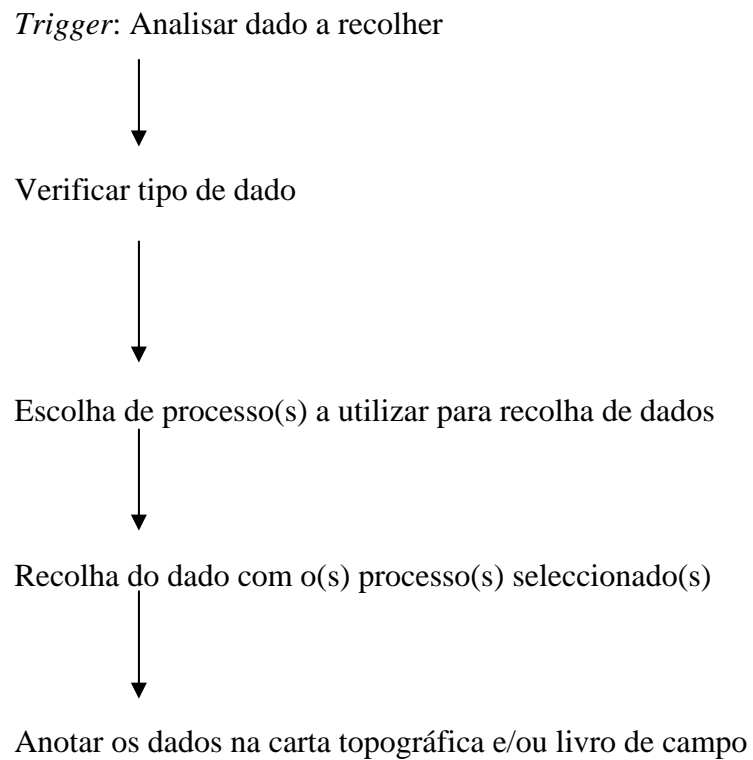 Trigger: Analisar dado a recolher
Verificar tipo de dado
Escolha de processo(s) a utilizar para recolha de dados
Recolha do dado com o(s) processo(s) seleccionado(s)
Anotar os dados na carta topográfica e/ou livro de campo